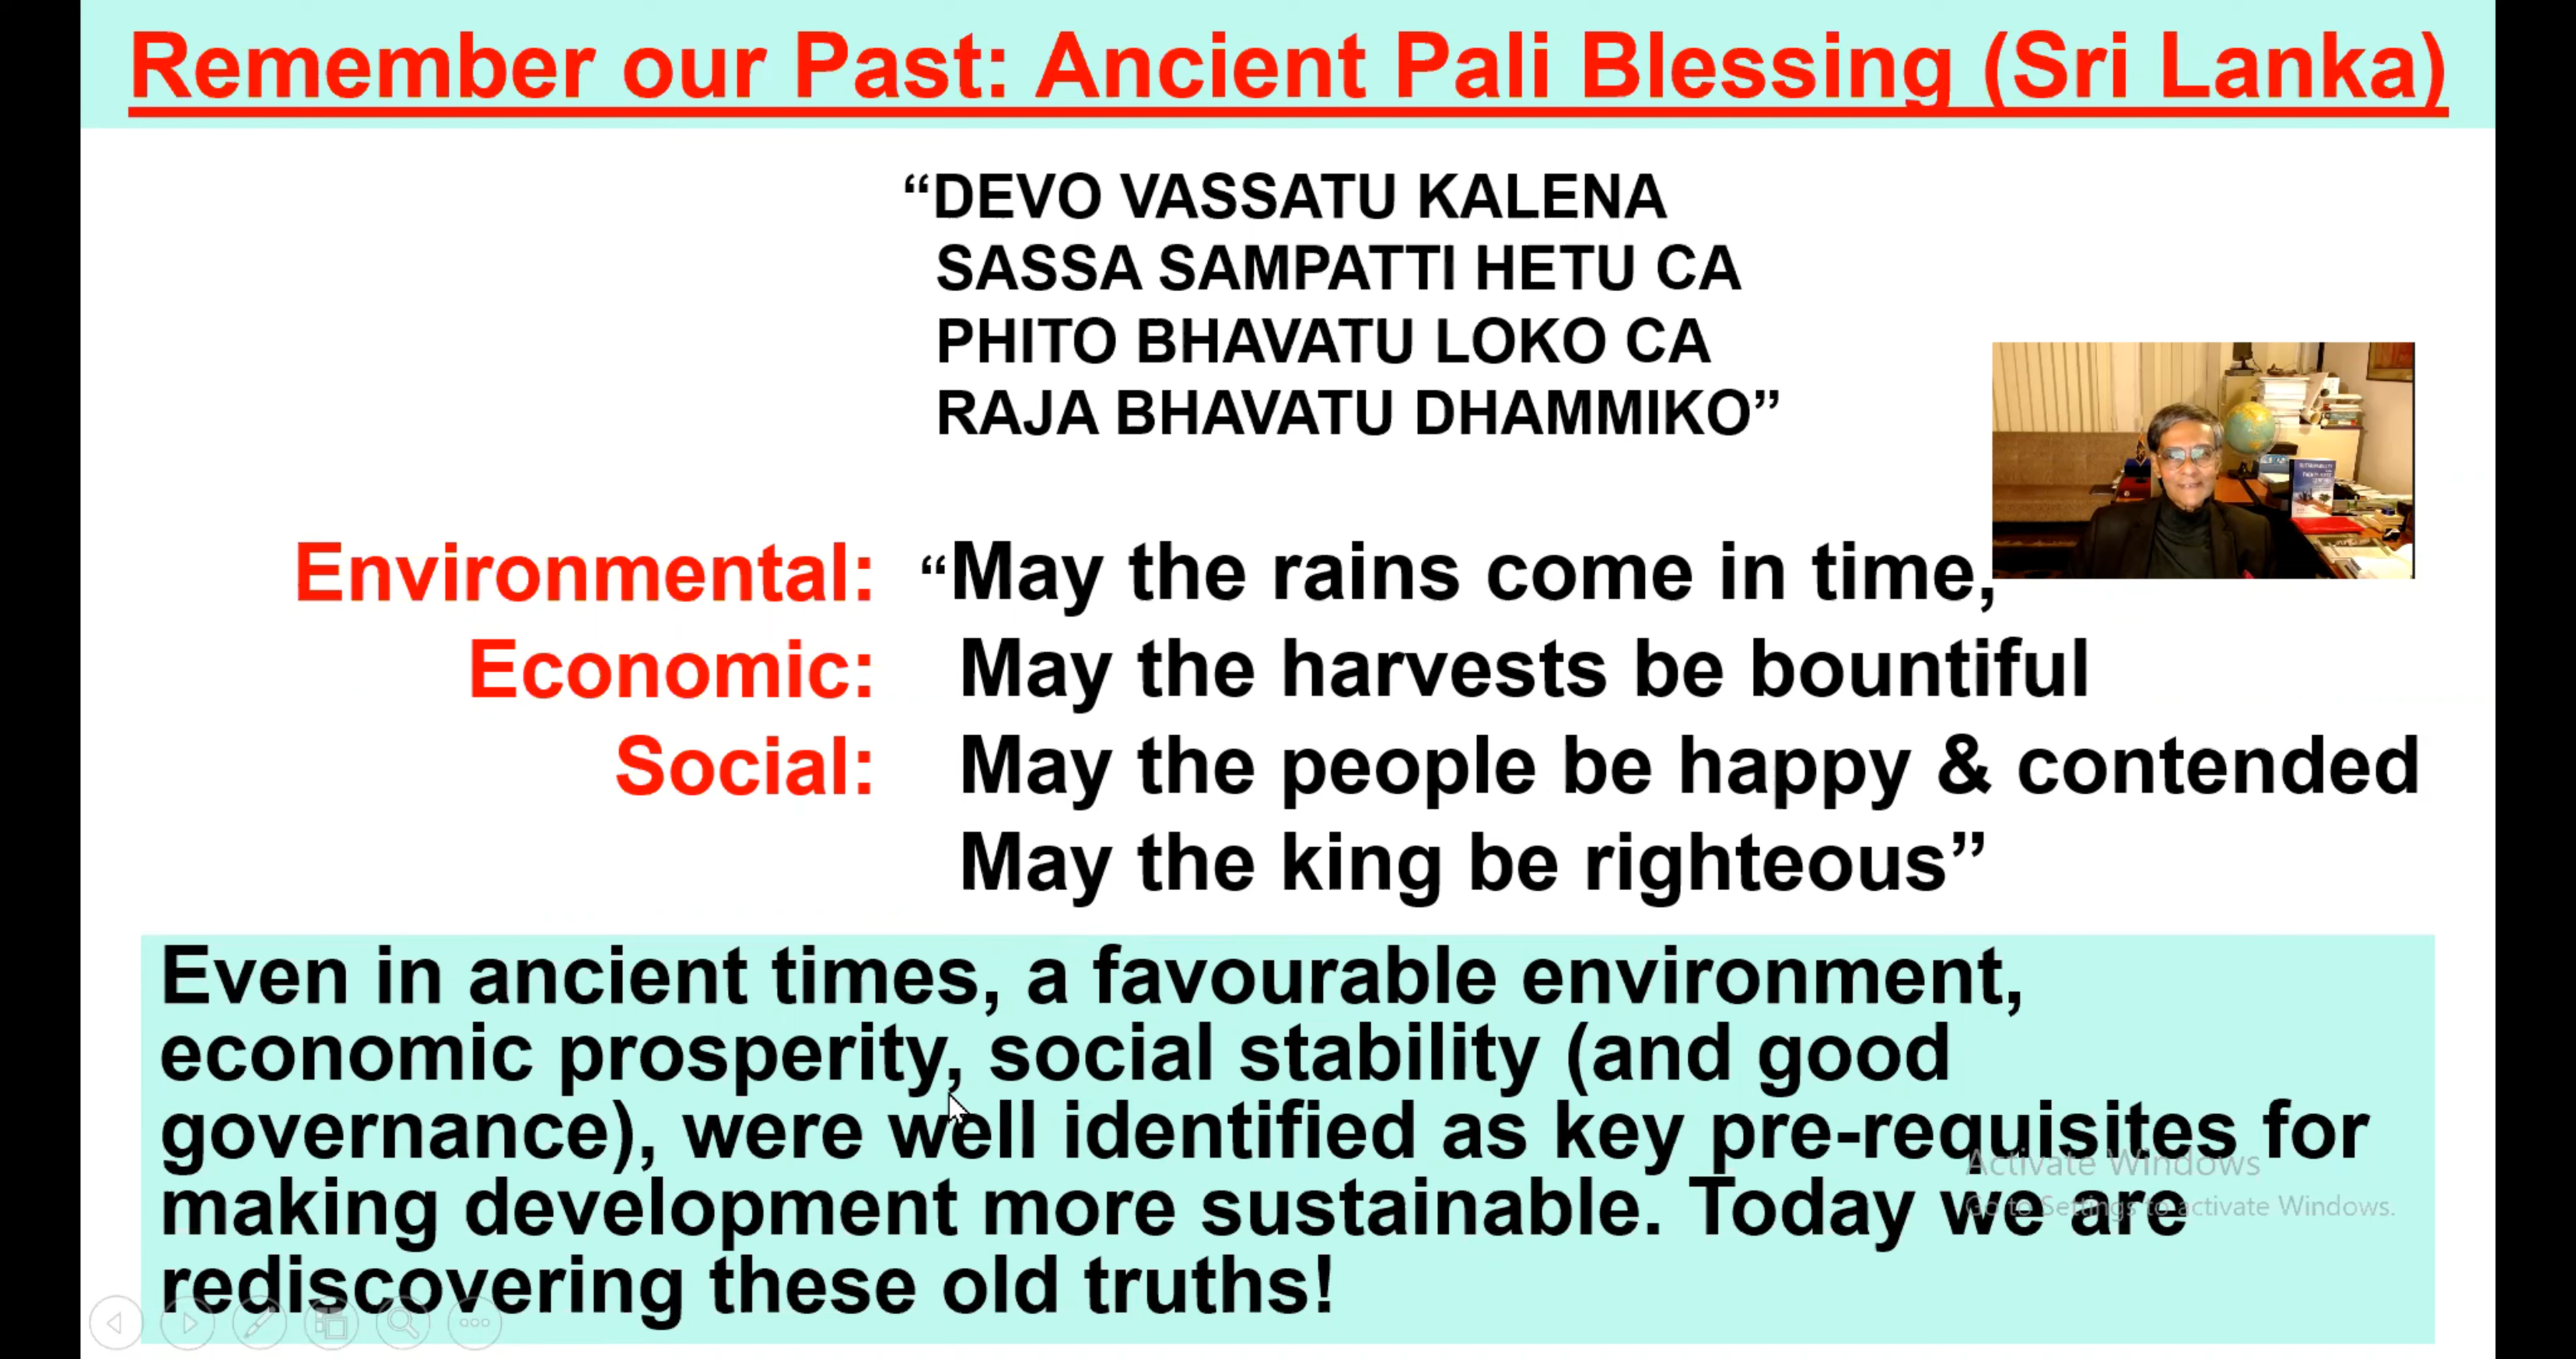 Remember our Past: Ancient Pali Blessing (Sri Lanka)
“DEVO VASSATU KALENA
SASSA SAMPATTI HETU CA
PHITO BHAVATU LOKO CA
RAJA BHAVATU DHAMMIKO”
Environmental: “May the rains come in time,
Economic: May the harvests be bountiful
Social: May the people be happy & contended
May the king be righteous”
Even in ancient times, a favourable environment,
economic prosperity, social stability (and good
governance), were well identified as key pre-requisites for
making development more sustainable. Today we are
rediscovering these old truths!
Activate Windows
Go to Settings to activate Windows.